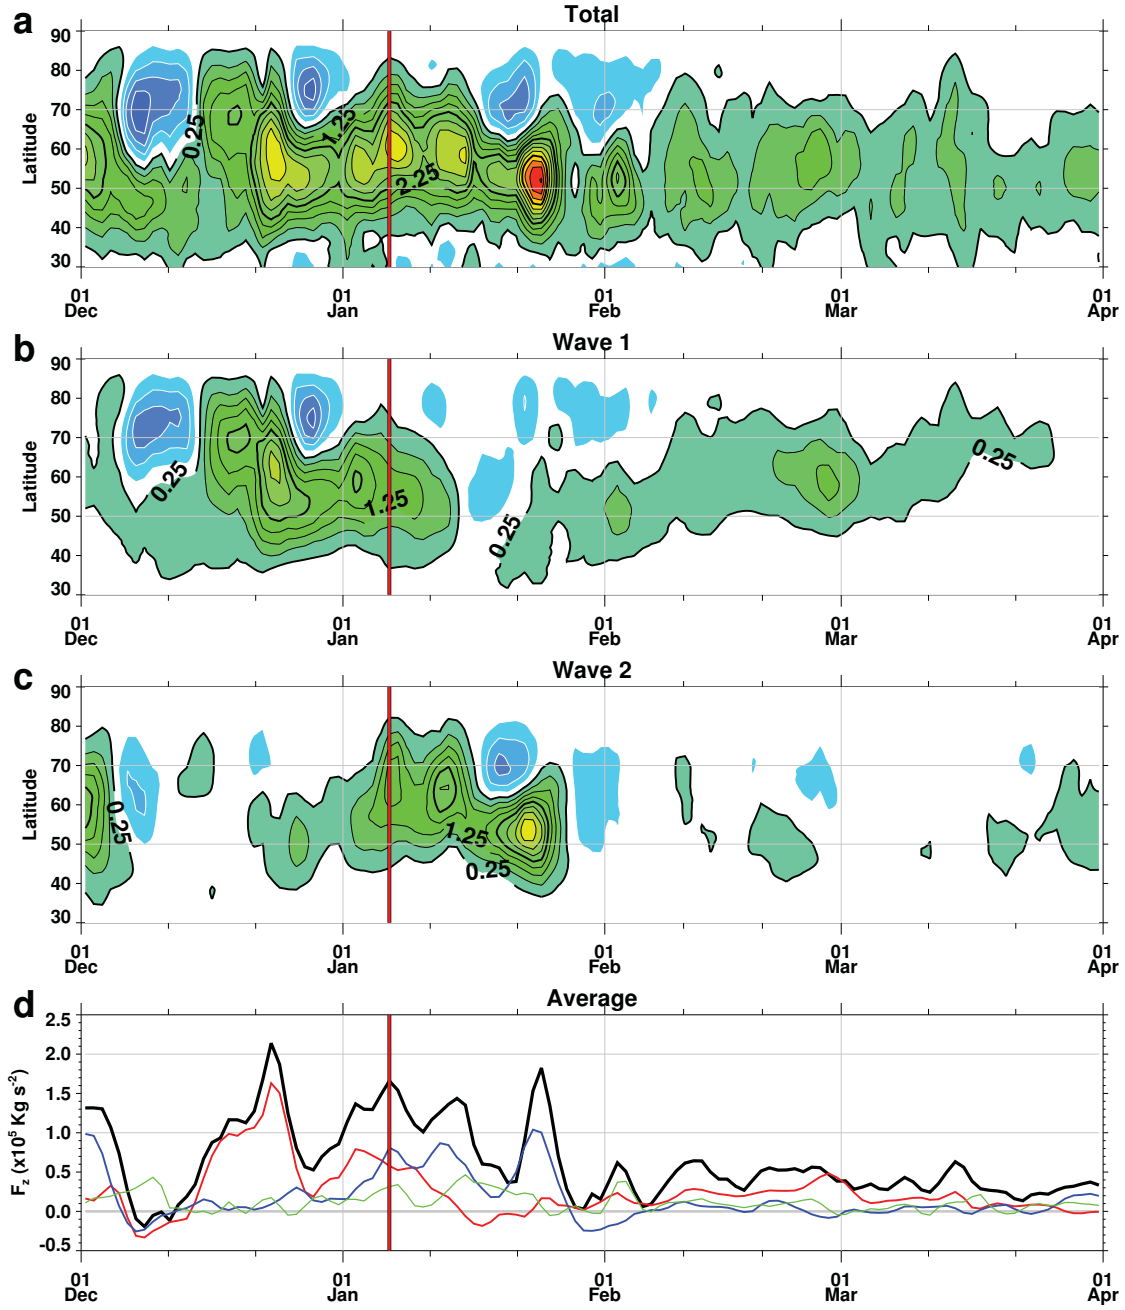 a
Total
90
80
70
60
50
40
30
Latitude
0.25
1.25
2.25
01 Dec
01 Jan
01 Feb
01 Mar
01 Apr
b
Wave 1
90
80
70
60
50
40
30
Latitude
0.25
1.25
0.25
0.25
01 Dec
01 Jan
01 Feb
01 Mar
01 Apr
c
Wave 2
90
80
70
60
50
40
30
Latitude
0.25
1.25
0.25
01 Dec
01 Jan
01 Feb
01 Mar
01 Apr
d
Average
2.5
2.0
1.5
1.0
0.5
0.0
-0.5
F_z (x10⁵ Kg s⁻²)
01 Dec
01 Jan
01 Feb
01 Mar
01 Apr